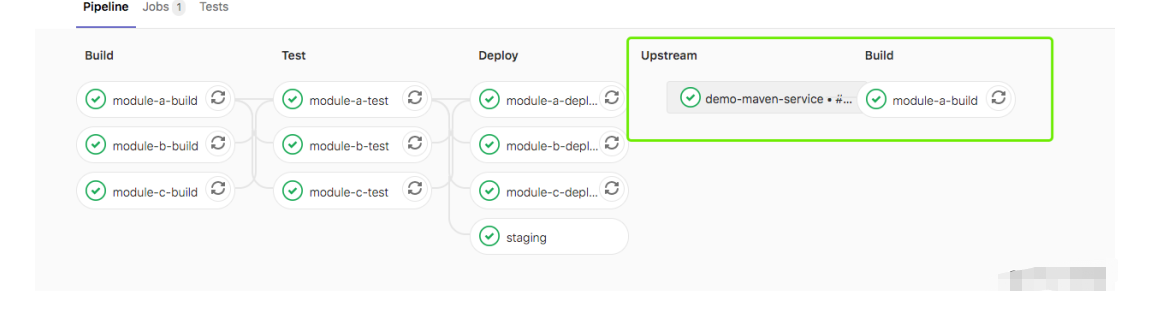 Pipeline Jobs 1 Tests
Build Test Deploy Upstream Build
module-a-build module-a-test module-a-depl... demo-maven-service • #... module-a-build
module-b-build module-b-test module-b-depl...
module-c-build module-c-test module-c-depl...
staging